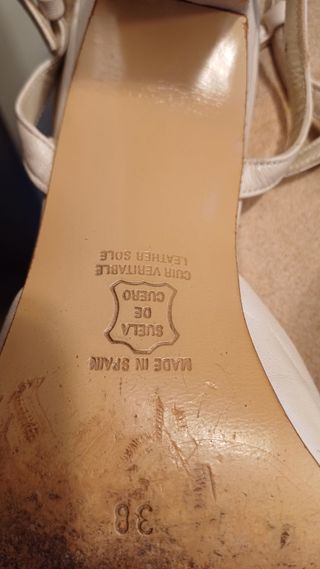 38
MADE IN SPAIN
SUELA
DE
CUERO
CUIR VERITABLE
LEATHER SOLE